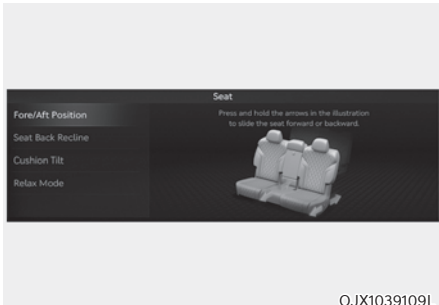 Seat
Fore/Aft Position
Press and hold the arrows in the illustration
to slide the seat forward or backward.
Seat Back Recline
Cushion Tilt
Relax Mode
OJX1039109L